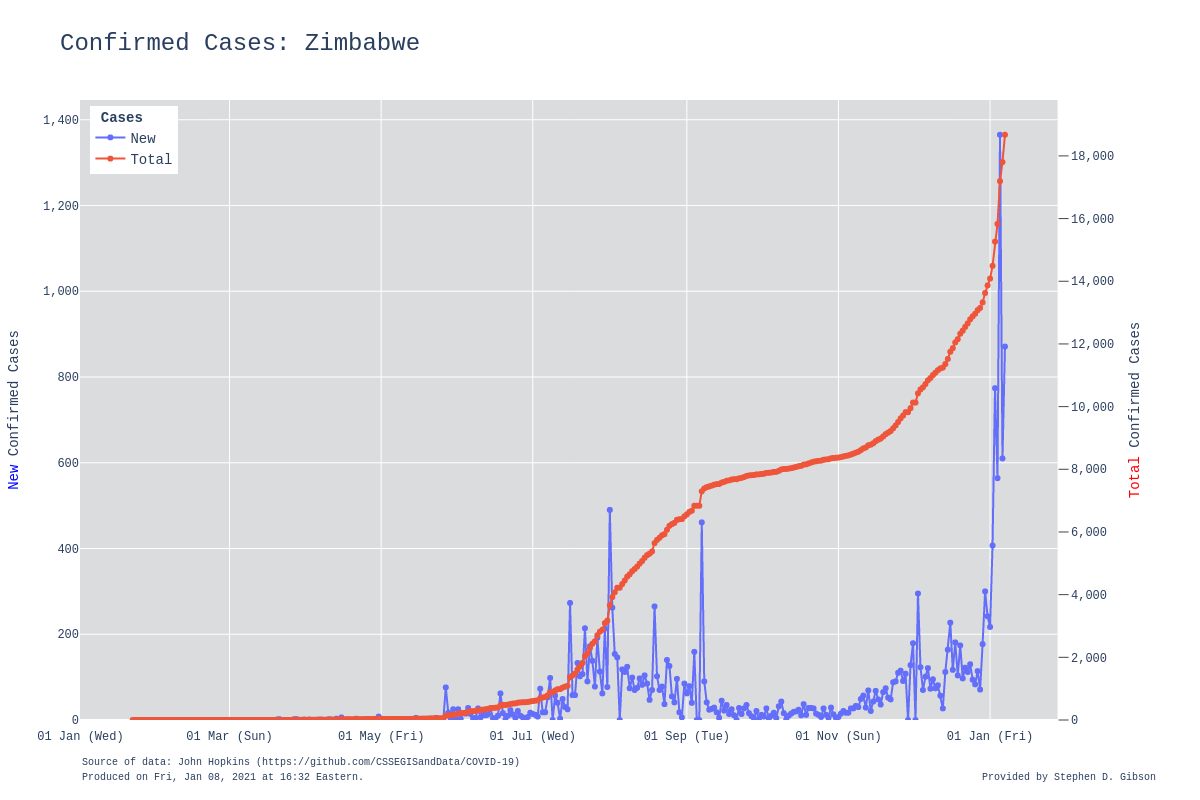 Confirmed Cases: Zimbabwe
Cases
New
Total
1,400
1,200
1,000
800
600
400
200
0
New Confirmed Cases
18,000
16,000
14,000
12,000
10,000
8,000
6,000
4,000
2,000
0
Total Confirmed Cases
01 Jan (Wed)
01 Mar (Sun)
01 May (Fri)
01 Jul (Wed)
01 Sep (Tue)
01 Nov (Sun)
01 Jan (Fri)
Source of data: John Hopkins (https://github.com/CSSEGISandData/COVID-19)
Produced on Fri, Jan 08, 2021 at 16:32 Eastern.
Provided by Stephen D. Gibson